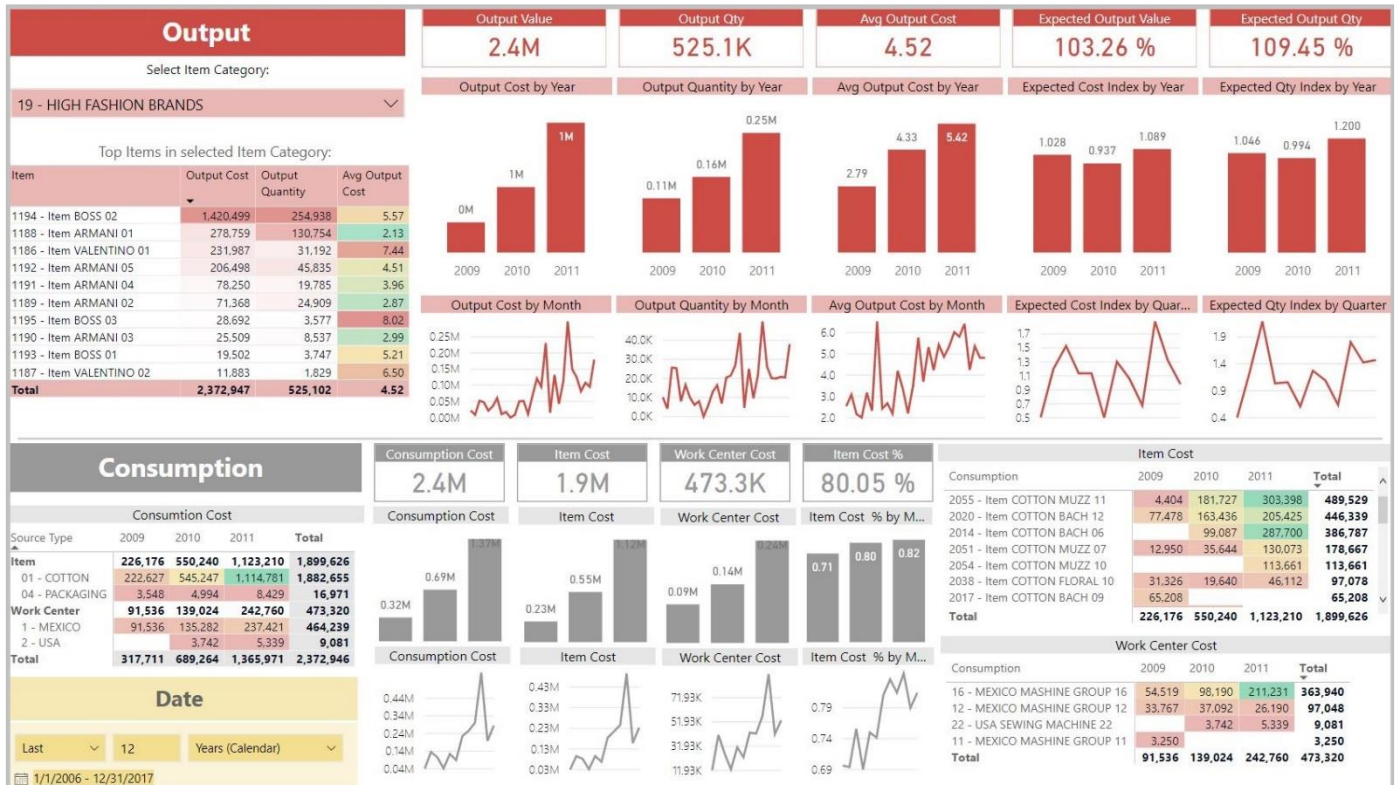 Output
Select Item Category:
19 - HIGH FASHION BRANDS
Top Items in selected Item Category:
Item Output Cost Output Quantity Avg Output Cost
1194 - Item BOSS 02 1.420,499 254,938 5.57
1188 - Item ARMANI 01 278,759 130,754 2.13
1186 - Item VALENTINO 01 231,987 31,192 7.44
1192 - Item ARMANI 05 206,498 45,835 4.51
1191 - Item ARMANI 04 78,250 19,785 3.96
1189 - Item ARMANI 02 71,368 24,909 2.87
1195 - Item BOSS 03 28,692 3,577 8.02
1190 - Item ARMANI 03 25,509 8,537 2.99
1193 - Item BOSS 01 19,502 3,747 5.21
1187 - Item VALENTINO 02 11,883 1,829 6.50
Total 2,372,947 525,102 4.52
Output Value Output Qty Avg Output Cost Expected Output Value Expected Output Qty
2.4M 525.1K 4.52 103.26 % 109.45 %
Output Cost by Year
0M 1M 1M
2009 2010 2011
Output Quantity by Year
0.11M 0.16M 0.25M
2009 2010 2011
Avg Output Cost by Year
2.79 4.33 5.42
2009 2010 2011
Expected Cost Index by Year
1.028 0.937 1.089
2009 2010 2011
Expected Qty Index by Year
1.046 0.994 1.200
2009 2010 2011
Output Cost by Month
0.25M
0.20M
0.15M
0.10M
0.05M
0.00M
Output Quantity by Month
40.0K
30.0K
20.0K
10.0K
0.0K
Avg Output Cost by Month
6.0
5.0
4.0
3.0
2.0
Expected Cost Index by Quar...
1.7
1.5
1.3
1.1
0.9
0.7
0.5
Expected Qty Index by Quarter
1.9
1.4
0.9
0.4
Consumption
Consumtion Cost
Source Type 2009 2010 2011 Total
Item 226,176 550,240 1,123,210 1,899,626
01 - COTTON 222,627 545,247 1,114,781 1,882,655
04 - PACKAGING 3,548 4,994 8,429 16,971
Work Center 91,536 139,024 242,760 473,320
1 - MEXICO 91,536 135,282 237,421 464,239
2 - USA 3,742 5,339 9,081
Total 317,711 689,264 1,365,971 2,372,946
Date
Last 12 Years (Calendar)
1/1/2006 - 12/31/2017
Consumption Cost Item Cost Work Center Cost Item Cost %
2.4M 1.9M 473.3K 80.05 %
Consumption Cost
0.32M 0.69M 1.37M
Item Cost
0.23M 0.55M 1.12M
Work Center Cost
0.09M 0.14M 0.24M
Item Cost % by M...
0.71 0.80 0.82
Consumption Cost
0.44M
0.34M
0.24M
0.14M
0.04M
Item Cost
0.43M
0.33M
0.23M
0.13M
0.03M
Work Center Cost
71.93K
51.93K
31.93K
11.93K
Item Cost % by M...
0.79
0.74
0.69
Item Cost
Consumption 2009 2010 2011 Total
2055 - Item COTTON MUZZ 11 4,404 181,727 303,398 489,529
2020 - Item COTTON BACH 12 77,478 163,436 205,425 446,339
2014 - Item COTTON BACH 06 99,087 287,700 386,787
2051 - Item COTTON MUZZ 07 12,950 35,644 130,073 178,667
2054 - Item COTTON MUZZ 10 113,661 113,661
2038 - Item COTTON FLORAL 10 31,326 19,640 46,112 97,078
2017 - Item COTTON BACH 09 65,208 65,208
Total 226,176 550,240 1,123,210 1,899,626
Work Center Cost
Consumption 2009 2010 2011 Total
16 - MEXICO MASHINE GROUP 16 54,519 98,190 211,231 363,940
12 - MEXICO MASHINE GROUP 12 33,767 37,092 26,190 97,048
22 - USA SEWING MACHINE 22 3,742 5,339 9,081
11 - MEXICO MASHINE GROUP 11 3,250 3,250
Total 91,536 139,024 242,760 473,320